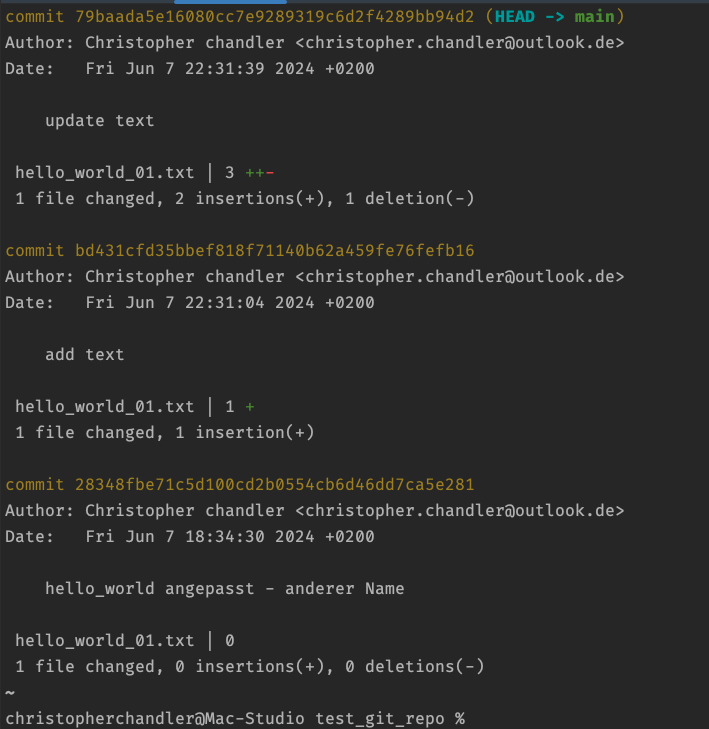 commit 79baada5e16080cc7e9289319c6d2f4289bb94d2 (HEAD -> main)
Author: Christopher chandler <christopher.chandler@outlook.de>
Date:   Fri Jun 7 22:31:39 2024 +0200
update text
hello_world_01.txt | 3 ++-
1 file changed, 2 insertions(+), 1 deletion(-)
commit bd431cfd35bbef818f71140b62a459fe76fefb16
Author: Christopher chandler <christopher.chandler@outlook.de>
Date:   Fri Jun 7 22:31:04 2024 +0200
add text
hello_world_01.txt | 1 +
1 file changed, 1 insertion(+)
commit 28348fbe71c5d100cd2b0554cb6d46dd7ca5e281
Author: Christopher chandler <christopher.chandler@outlook.de>
Date:   Fri Jun 7 18:34:30 2024 +0200
hello_world angepasst - anderer Name
hello_world_01.txt | 0
1 file changed, 0 insertions(+), 0 deletions(-)
~
christopherchandler@Mac-Studio test_git_repo %